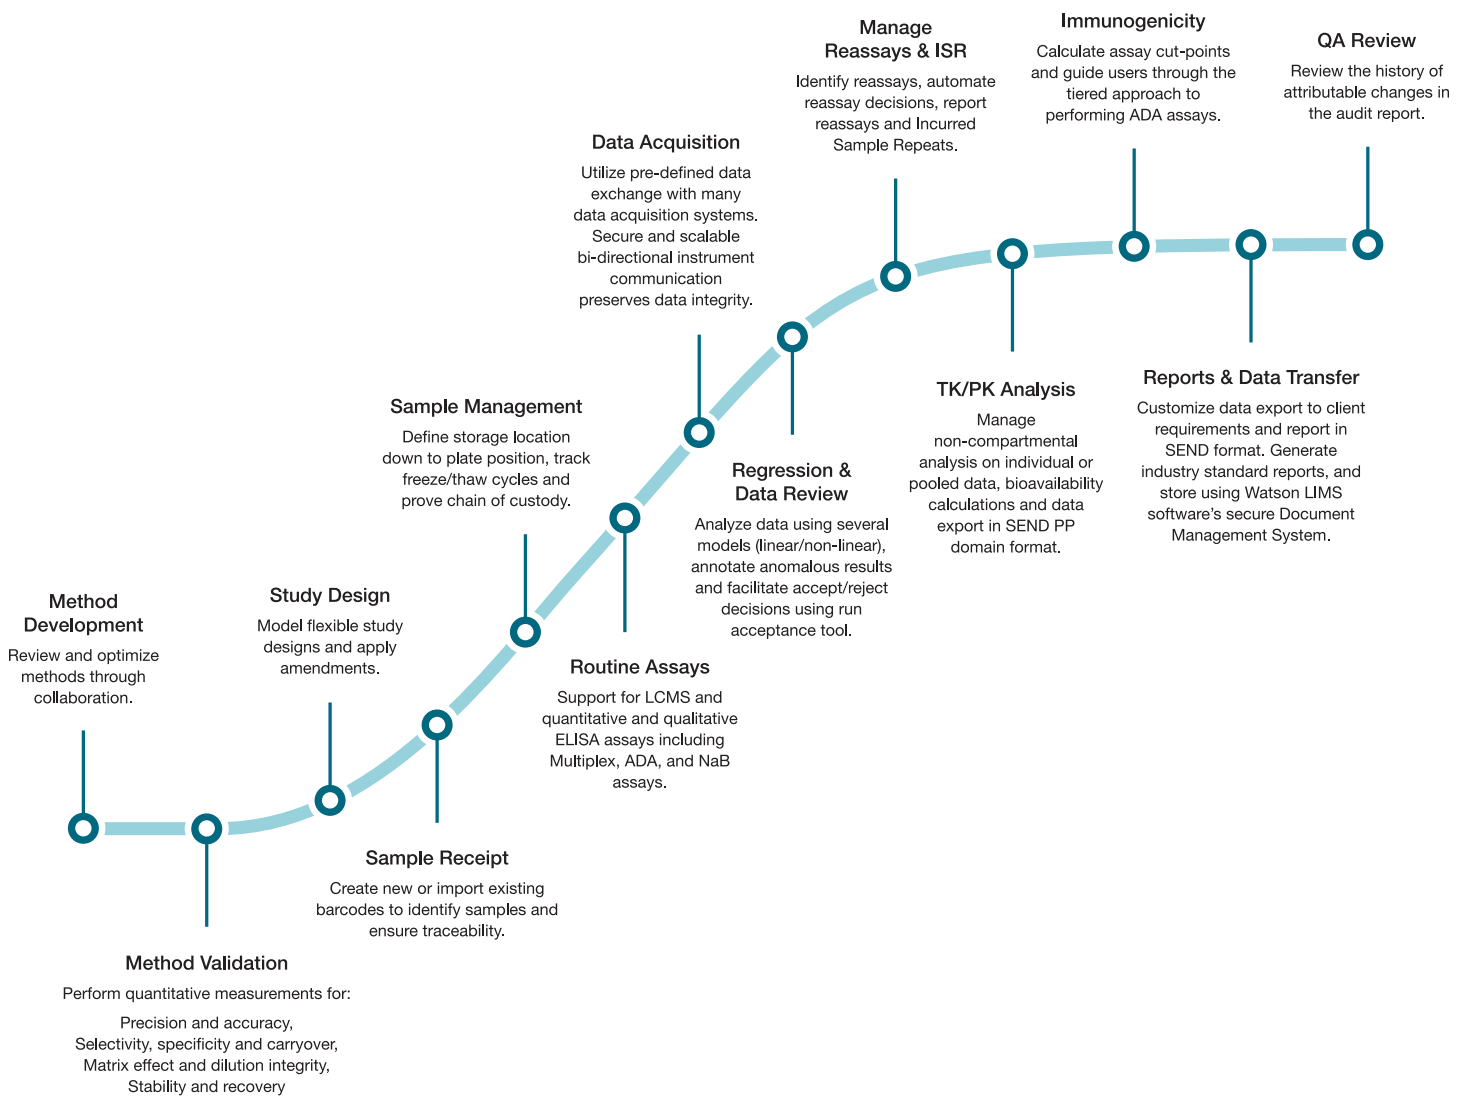 Method
Development
Review and optimize
methods through
collaboration.
Method Validation
Perform quantitative measurements for:
Precision and accuracy,
Selectivity, specificity and carryover,
Matrix effect and dilution integrity,
Stability and recovery
Study Design
Model flexible study
designs and apply
amendments.
Sample Receipt
Create new or import existing
barcodes to identify samples and
ensure traceability.
Sample Management
Define storage location
down to plate position, track
freeze/thaw cycles and
prove chain of custody.
Routine Assays
Support for LCMS and
quantitative and qualitative
ELISA assays including
Multiplex, ADA, and NaB
assays.
Data Acquisition
Utilize pre-defined data
exchange with many
data acquisition systems.
Secure and scalable
bi-directional instrument
communication
preserves data integrity.
Regression &
Data Review
Analyze data using several
models (linear/non-linear),
annotate anomalous results
and facilitate accept/reject
decisions using run
acceptance tool.
Manage
Reassays & ISR
Identify reassays, automate
reassay decisions, report
reassays and Incurred
Sample Repeats.
TK/PK Analysis
Manage
non-compartmental
analysis on individual or
pooled data, bioavailability
calculations and data
export in SEND PP
domain format.
Immunogenicity
Calculate assay cut-points
and guide users through the
tiered approach to
performing ADA assays.
Reports & Data Transfer
Customize data export to client
requirements and report in
SEND format. Generate
industry standard reports, and
store using Watson LIMS
software's secure Document
Management System.
QA Review
Review the history of
attributable changes in
the audit report.